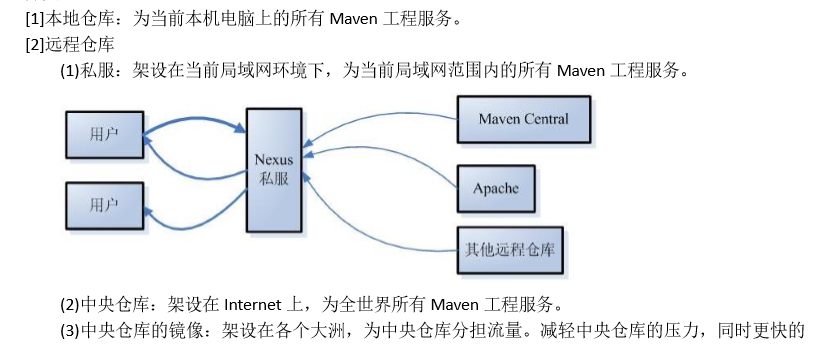 [1]本地仓库：为当前本机电脑上的所有 Maven 工程服务。
[2]远程仓库
(1)私服：架设在当前局域网环境下，为当前局域网范围内的所有 Maven 工程服务。
用户
用户
Nexus
私服
Maven Central
Apache
其他远程仓库
(2)中央仓库：架设在 Internet 上，为全世界所有 Maven 工程服务。
(3)中央仓库的镜像：架设在各个大洲，为中央仓库分担流量。减轻中央仓库的压力，同时更快的